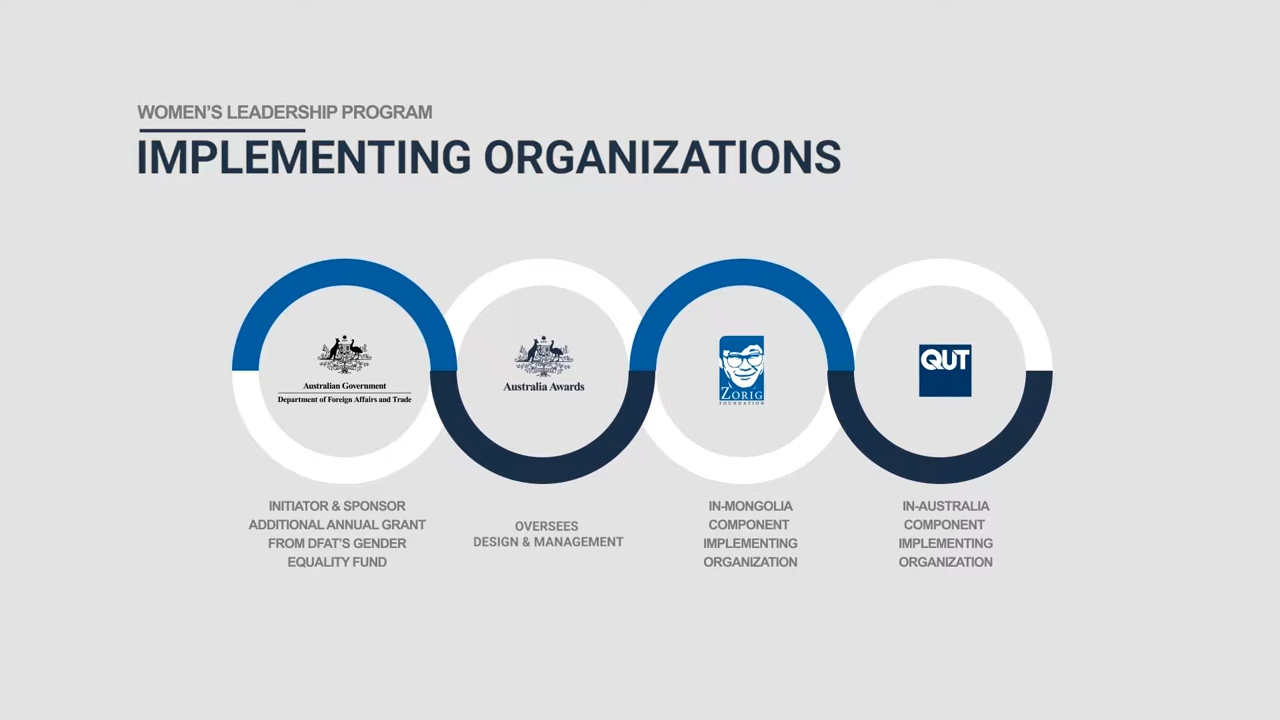 WOMEN’S LEADERSHIP PROGRAM
IMPLEMENTING ORGANIZATIONS
Australian Government
Department of Foreign Affairs and Trade
Australia Awards
ZORIG
FOUNDATION
QUT
INITIATOR & SPONSOR
ADDITIONAL ANNUAL GRANT
FROM DFAT’S GENDER
EQUALITY FUND
OVERSEES
DESIGN & MANAGEMENT
IN-MONGOLIA
COMPONENT
IMPLEMENTING
ORGANIZATION
IN-AUSTRALIA
COMPONENT
IMPLEMENTING
ORGANIZATION